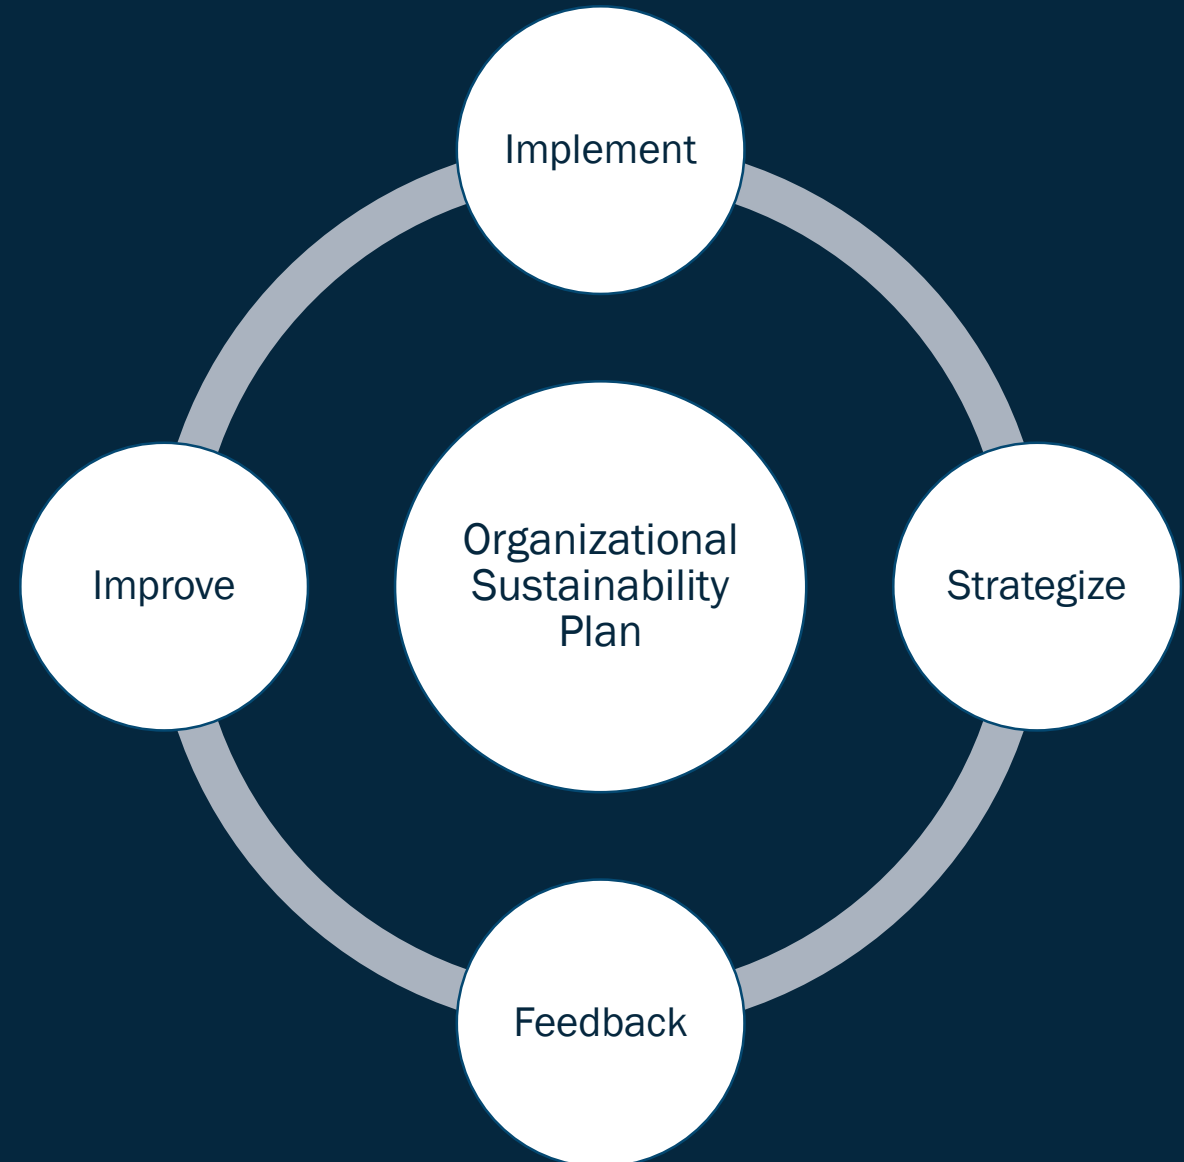 Implement
Improve
Organizational
Sustainability
Plan
Strategize
Feedback